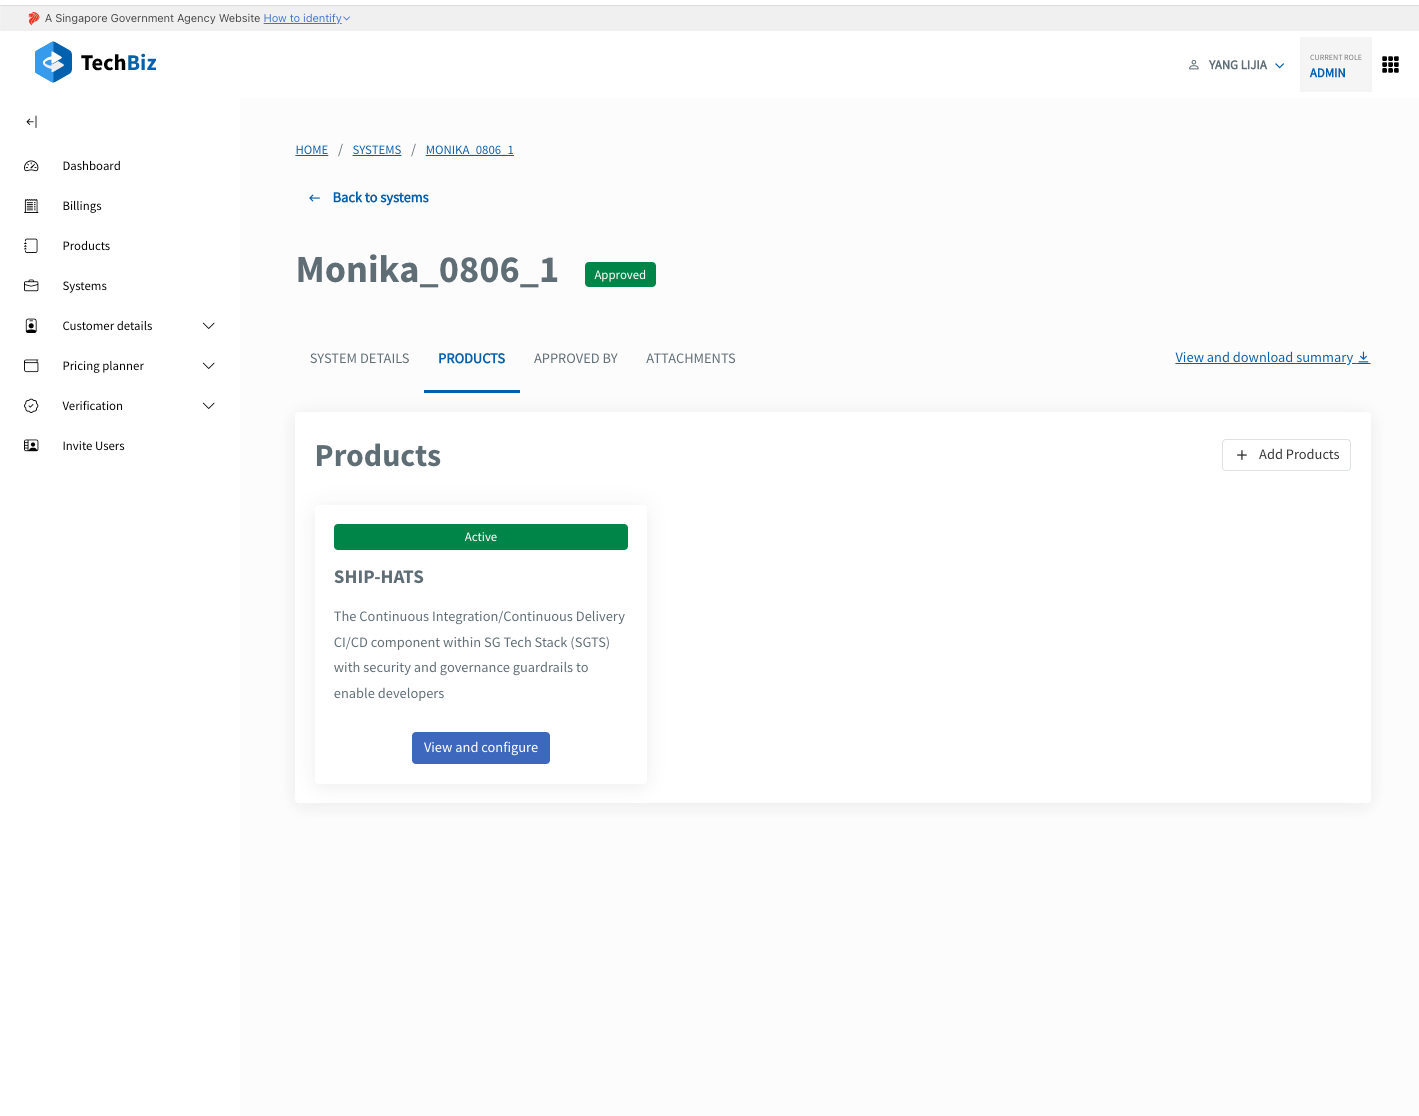 A Singapore Government Agency Website How to identify
TechBiz
YANG LIJIA
CURRENT ROLE
ADMIN
Dashboard
Billings
Products
Systems
Customer details
Pricing planner
Verification
Invite Users
HOME / SYSTEMS / MONIKA_0806_1
Back to systems
Monika_0806_1 Approved
SYSTEM DETAILS PRODUCTS APPROVED BY ATTACHMENTS View and download summary
Products
+ Add Products
Active
SHIP-HATS
The Continuous Integration/Continuous Delivery
CI/CD component within SG Tech Stack (SGTS)
with security and governance guardrails to
enable developers
View and configure